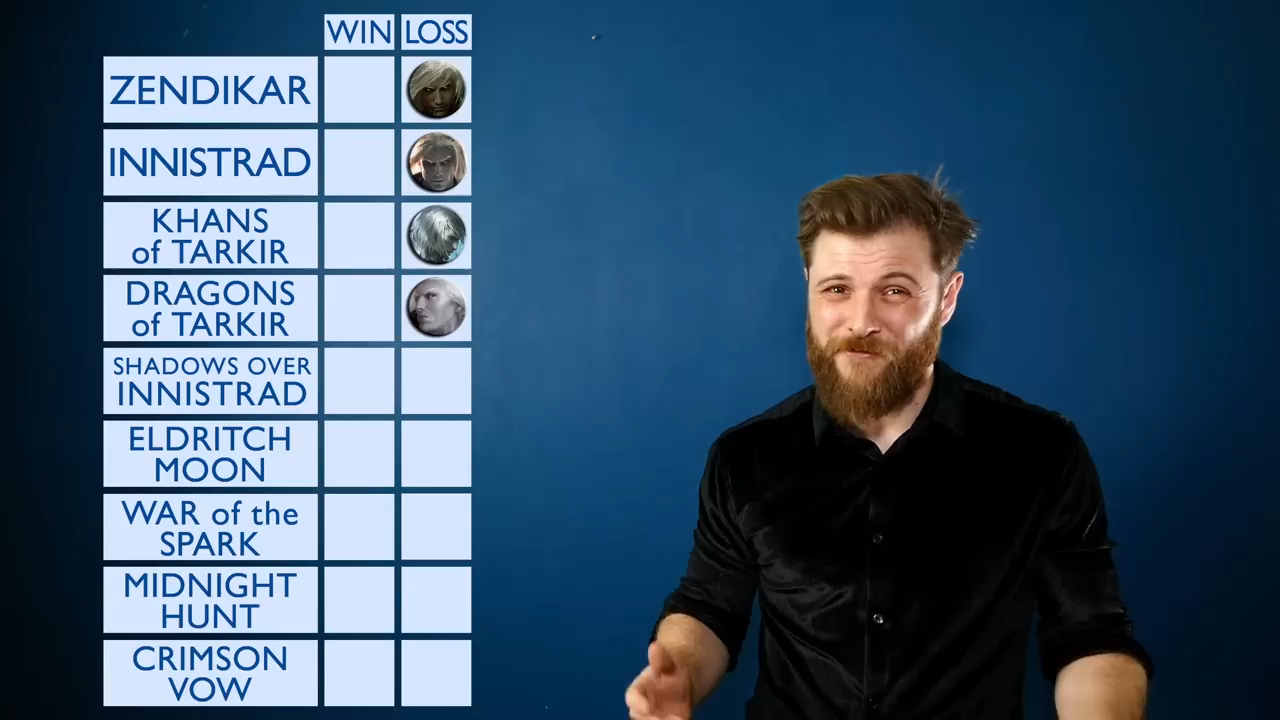 WIN LOSS
ZENDIKAR
INNISTRAD
KHANS
of TARKIR
DRAGONS
of TARKIR
SHADOWS OVER
INNISTRAD
ELDRITCH
MOON
WAR of the
SPARK
MIDNIGHT
HUNT
CRIMSON
VOW